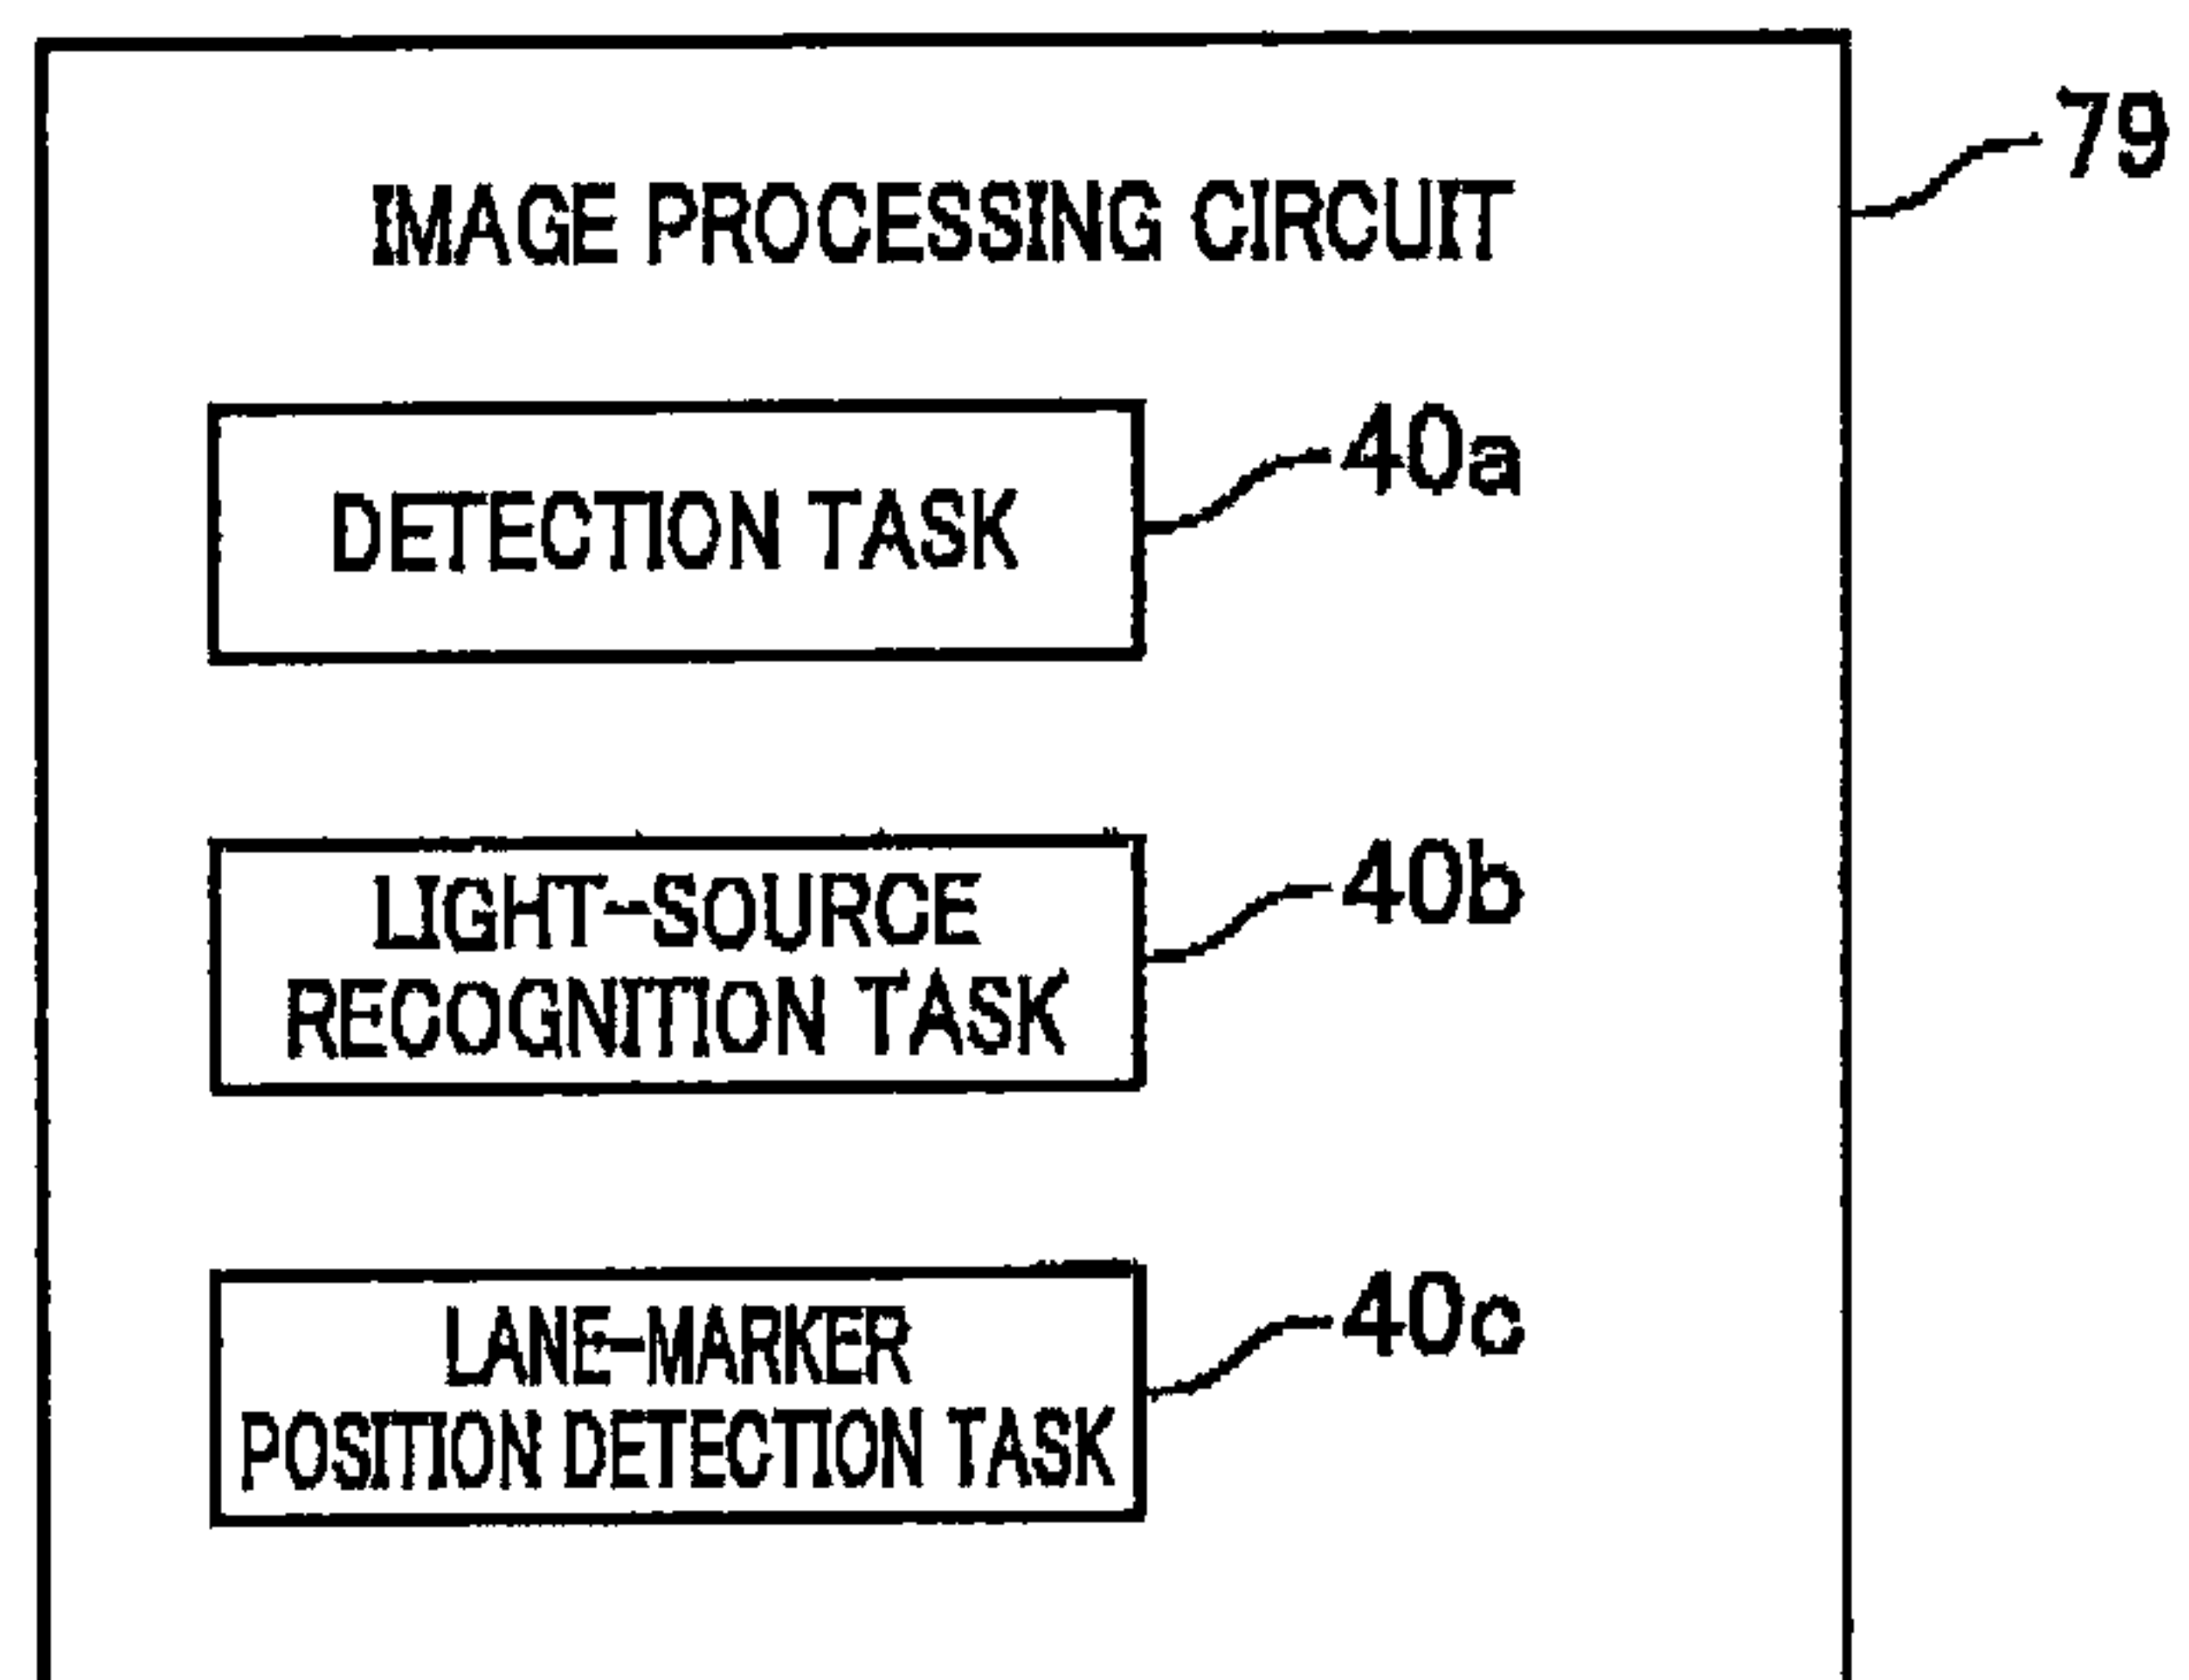 79
IMAGE PROCESSING CIRCUIT
40a
DETECTION TASK
40b
LIGHT-SOURCE
RECOGNITION TASK
40c
LANE-MARKER
POSITION DETECTION TASK